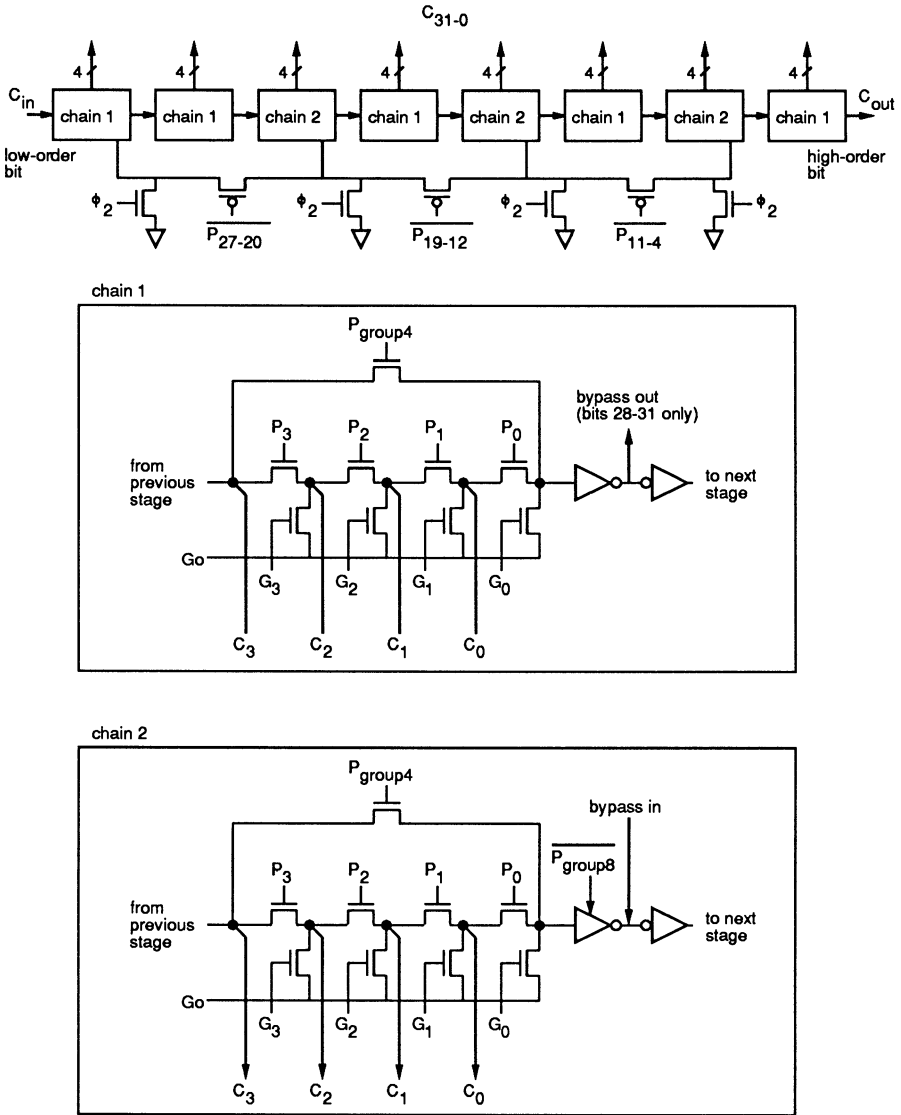 C31-0
4 4 4 4 4 4 4 4
Cin chain 1 chain 1 chain 2 chain 1 chain 2 chain 1 chain 2 chain 1 Cout
low-order
bit
high-order
bit
ϕ2 ϕ2 ϕ2 ϕ2
P27-20 P19-12 P11-4
chain 1
Pgroup4
bypass out
(bits 28-31 only)
P3 P2 P1 P0
from
previous
stage
to next
stage
Go
G3 G2 G1 G0
C3 C2 C1 C0
chain 2
Pgroup4
bypass in
Pgroup8
P3 P2 P1 P0
from
previous
stage
to next
stage
Go
G3 G2 G1 G0
C3 C2 C1 C0